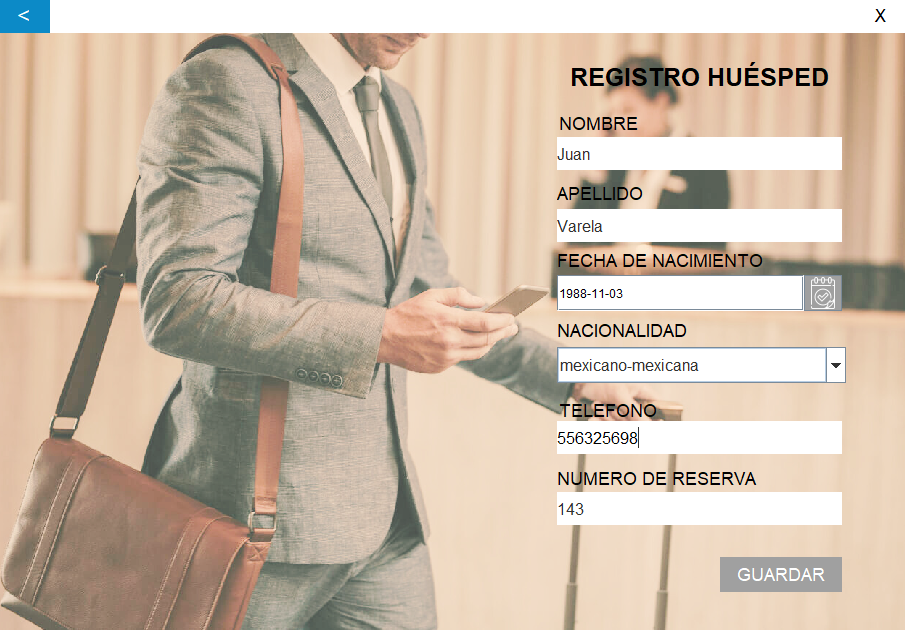 <
X
REGISTRO HUÉSPED
NOMBRE
Juan
APELLIDO
Varela
FECHA DE NACIMIENTO
1988-11-03
NACIONALIDAD
mexicano-mexicana
TELEFONO
556325698
NUMERO DE RESERVA
143
GUARDAR